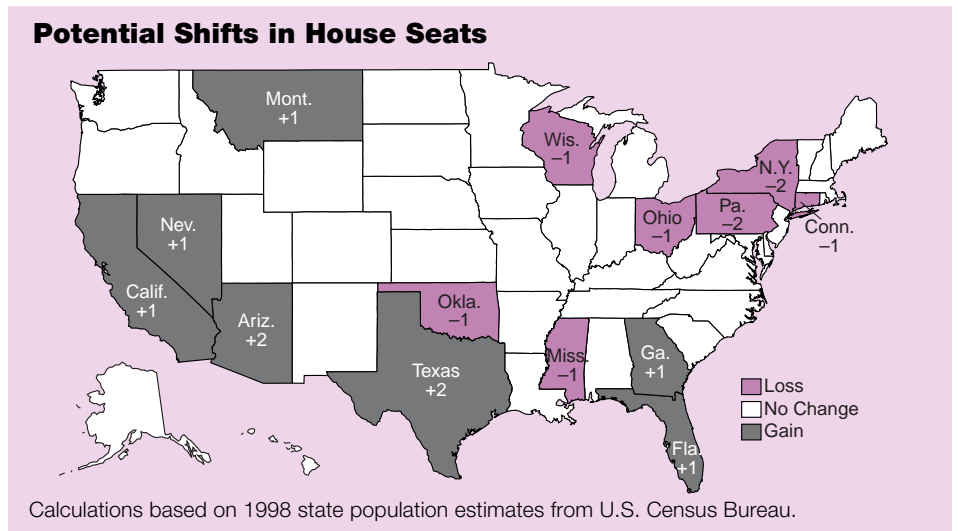 Potential Shifts in House Seats
Mont.
+1
Wis.
–1
N.Y.
–2
Nev.
+1
Ohio
–1
Pa.
–2
Conn.
–1
Calif.
+1
Ariz.
+2
Okla.
–1
Texas
+2
Miss.
–1
Ga.
+1
Fla.
+1
Loss
No Change
Gain
Calculations based on 1998 state population estimates from U.S. Census Bureau.